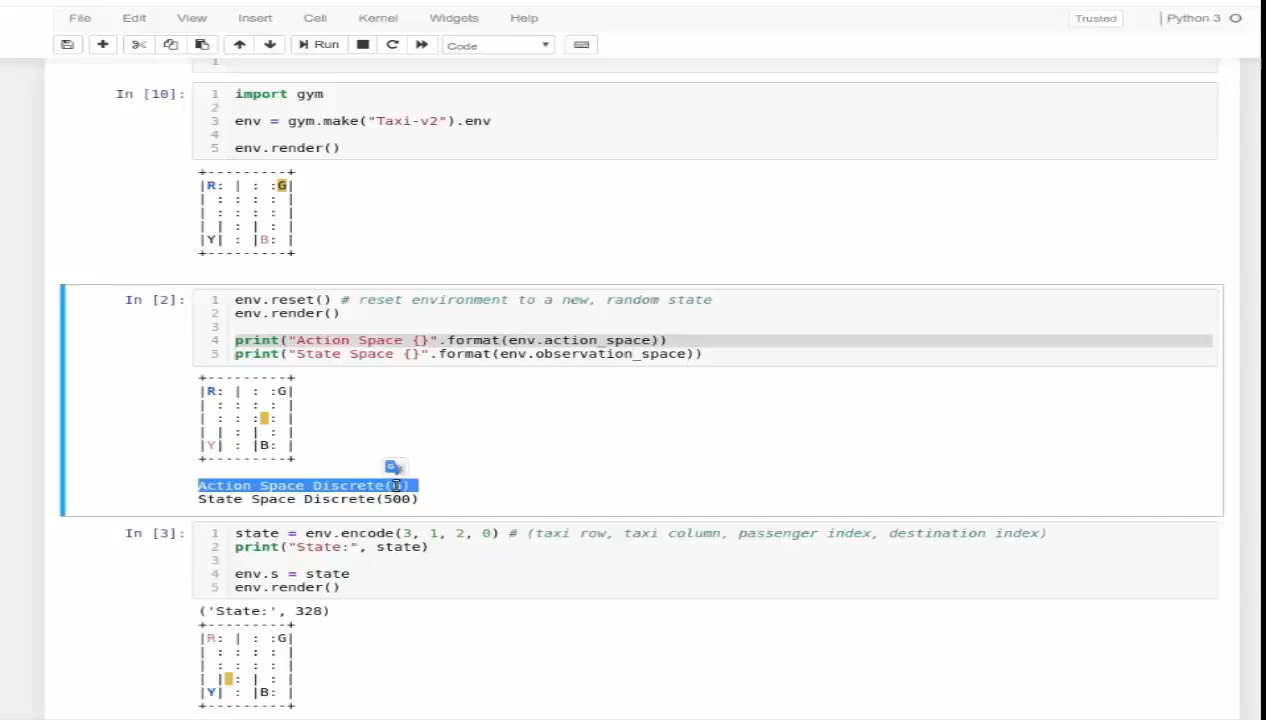 File Edit View Insert Cell Kernel Widgets Help Trusted Python 3
Run Code
1
In [10]:
1 import gym
2
3 env = gym.make("Taxi-v2").env
4
5 env.render()
+---------+
|R: | : :G|
| : : : : |
| : : : : |
| | : | : |
|Y| : |B: |
+---------+
In [2]:
1 env.reset() # reset environment to a new, random state
2 env.render()
3
4 print("Action Space {}".format(env.action_space))
5 print("State Space {}".format(env.observation_space))
+---------+
|R: | : :G|
| : : : : |
| : : : : |
| | : | : |
|Y| : |B: |
+---------+
G
Action Space Discrete( )
State Space Discrete(500)
In [3]:
1 state = env.encode(3, 1, 2, 0) # (taxi row, taxi column, passenger index, destination index)
2 print("State:", state)
3
4 env.s = state
5 env.render()
('State:', 328)
+---------+
|R: | : :G|
| : : : : |
| : : : : |
| | : | : |
|Y| : |B: |
+---------+